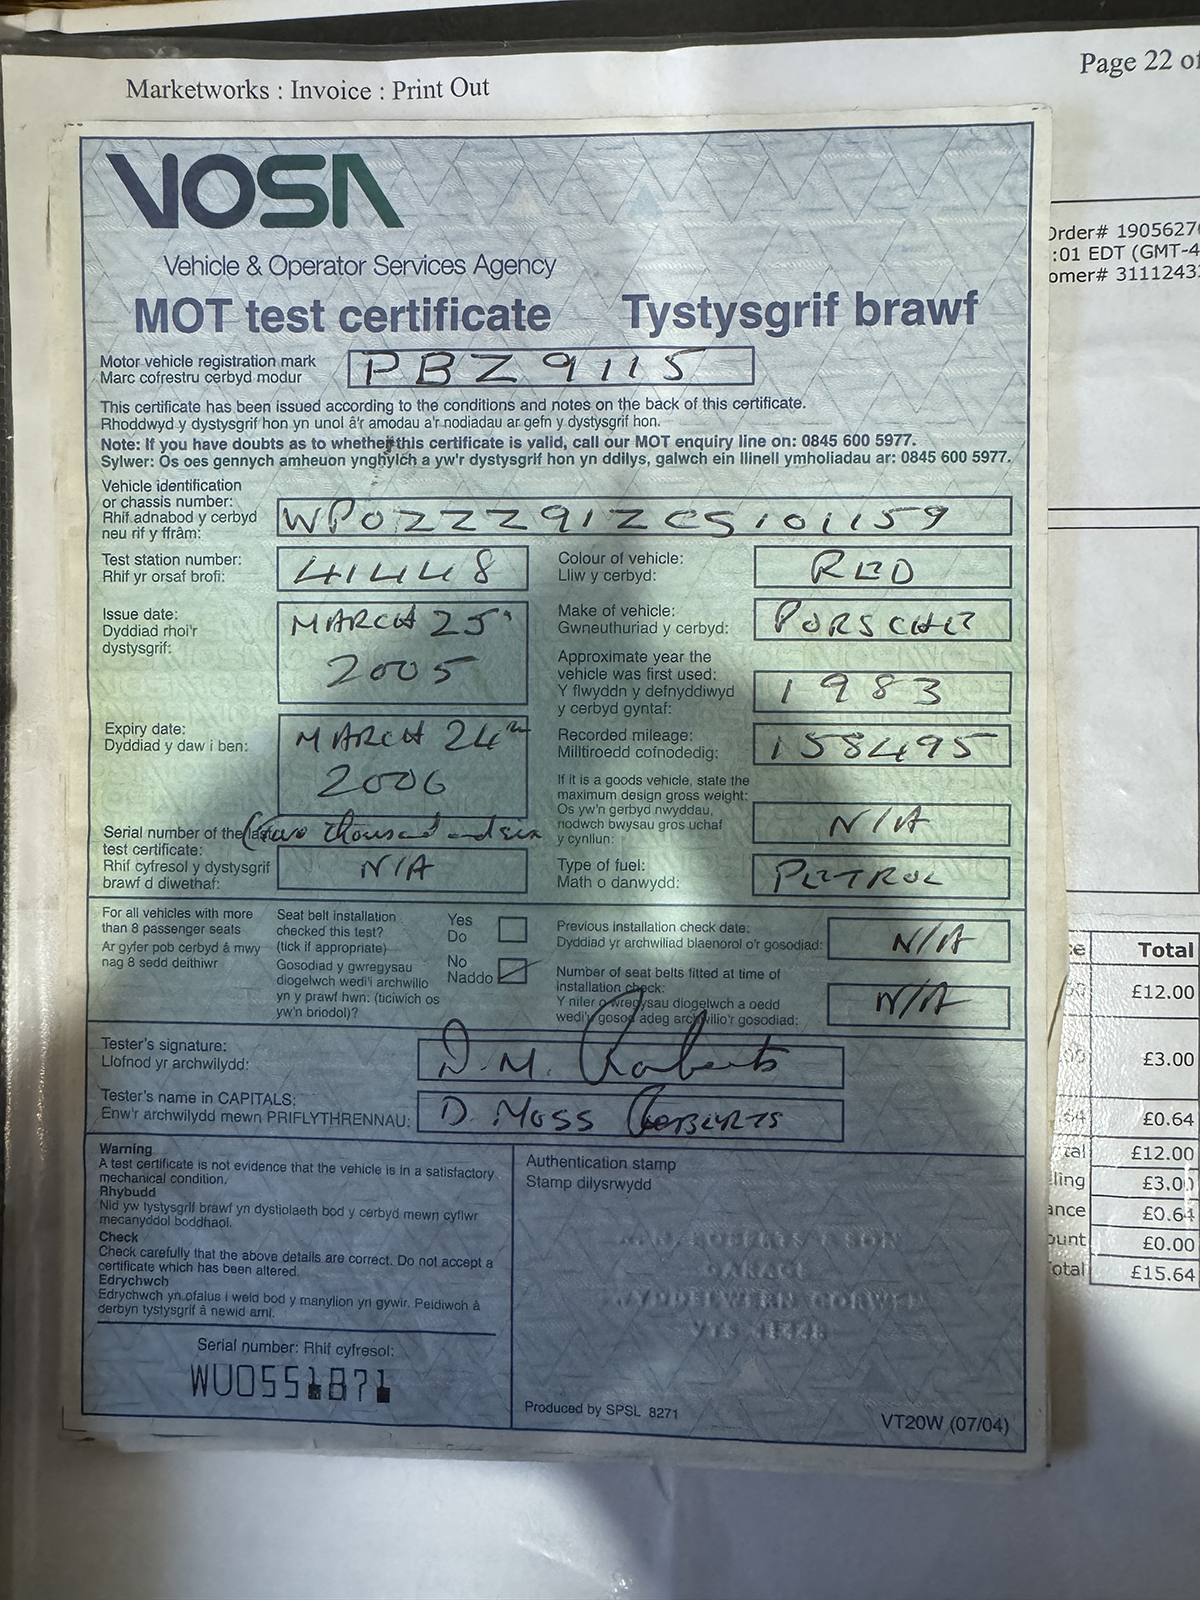 Marketworks : Invoice : Print Out
Page 22 of
Order# 1905627
:01 EDT (GMT-4
omer# 3111243
VOSA
Vehicle & Operator Services Agency
MOT test certificate Tystysgrif brawf
Motor vehicle registration mark
Marc cofrestru cerbyd modur
PBZ 9115
This certificate has been issued according to the conditions and notes on the back of this certificate.
Rhoddwyd y dystysgrif hon yn unol â'r amodau a'r nodiadau ar gefn y dystysgrif hon.
Note: If you have doubts as to whether this certificate is valid, call our MOT enquiry line on: 0845 600 5977.
Sylwer: Os oes gennych amheuon ynghylch a yw'r dystysgrif hon yn ddilys, galwch ein llinell ymholiadau ar: 0845 600 5977.
Vehicle identification
or chassis number:
Rhif adnabod y cerbyd
neu rif y ffrâm:
WP0ZZZ91ZCS101159
Test station number:
Rhif yr orsaf brofi:
41448
Colour of vehicle:
Lliw y cerbyd:
RED
Issue date:
Dyddiad rhoi'r
dystysgrif:
MARCH 25
2005
Make of vehicle:
Gwneuthuriad y cerbyd:
PORSCHE
Approximate year the
vehicle was first used:
Y flwyddn y defnyddiwyd
y cerbyd gyntaf:
1983
Expiry date:
Dyddiad y daw i ben:
MARCH 24th
2006
(Two thousand and six
Recorded mileage:
Milltiroedd cofnodedig:
158495
If it is a goods vehicle, state the
maximum design gross weight:
Os yw'n gerbyd nwyddau,
nodwch bwysau gros uchaf
y cynllun:
N/A
Serial number of the last
test certificate:
Rhif cyfresol y dystysgrif
brawf d diwethaf:
N/A
Type of fuel:
Math o danwydd:
PETROL
For all vehicles with more
than 8 passenger seats
Ar gyfer pob cerbyd â mwy
nag 8 sedd deithiwr
Seat belt installation
checked this test?
(tick if appropriate)
Gosodiad y gwregysau
diogelwch wedi'i archwilio
yn y prawf hwn: (ticiwich os
yw'n briodol)?
Yes
Do
No
Naddo
Previous installation check date:
Dyddiad yr archwiliad blaenorol o'r gosodiad:
N/A
Number of seat belts fitted at time of
installation check:
Y nifer o wregysau diogelwch a oedd
wedi'i gosod adeg archwilio'r gosodiad:
N/A
Tester's signature:
Llofnod yr archwilydd:
D. M. Roberts
Tester's name in CAPITALS:
Enw'r archwilydd mewn PRIFLYTHRENNAU:
D. MOSS ROBERTS
Warning
A test certificate is not evidence that the vehicle is in a satisfactory
mechanical condition.
Rhybudd
Nid yw tystysgrif brawf yn dystiolaeth bod y cerbyd mewn cyflwr
mecanyddol boddhaol.
Check
Check carefully that the above details are correct. Do not accept a
certificate which has been altered.
Edrychwch
Edrychwch yn ofalus i weld bod y manylion yn gywir. Peidiwch â
derbyn tystysgrif â newid arni.
Serial number: Rhif cyfresol:
WU0551871
Authentication stamp
Stamp dilysrwydd
ROBERTS & SON
GARAGE
CORWEN
VTS 41448
Produced by SPSL 8271
VT20W (07/04)
Total
£12.00
£3.00
£0.64
£12.00
£3.00
£0.64
£0.00
£15.64